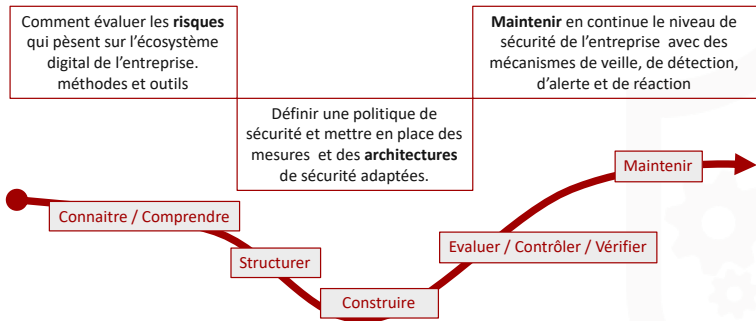 Comment évaluer les risques
qui pèsent sur l'écosystème
digital de l'entreprise.
méthodes et outils
Définir une politique de
sécurité et mettre en place des
mesures et des architectures
de sécurité adaptées.
Maintenir en continue le niveau de
sécurité de l'entreprise avec des
mécanismes de veille, de détection,
d'alerte et de réaction
Connaitre / Comprendre
Structurer
Construire
Evaluer / Contrôler / Vérifier
Maintenir